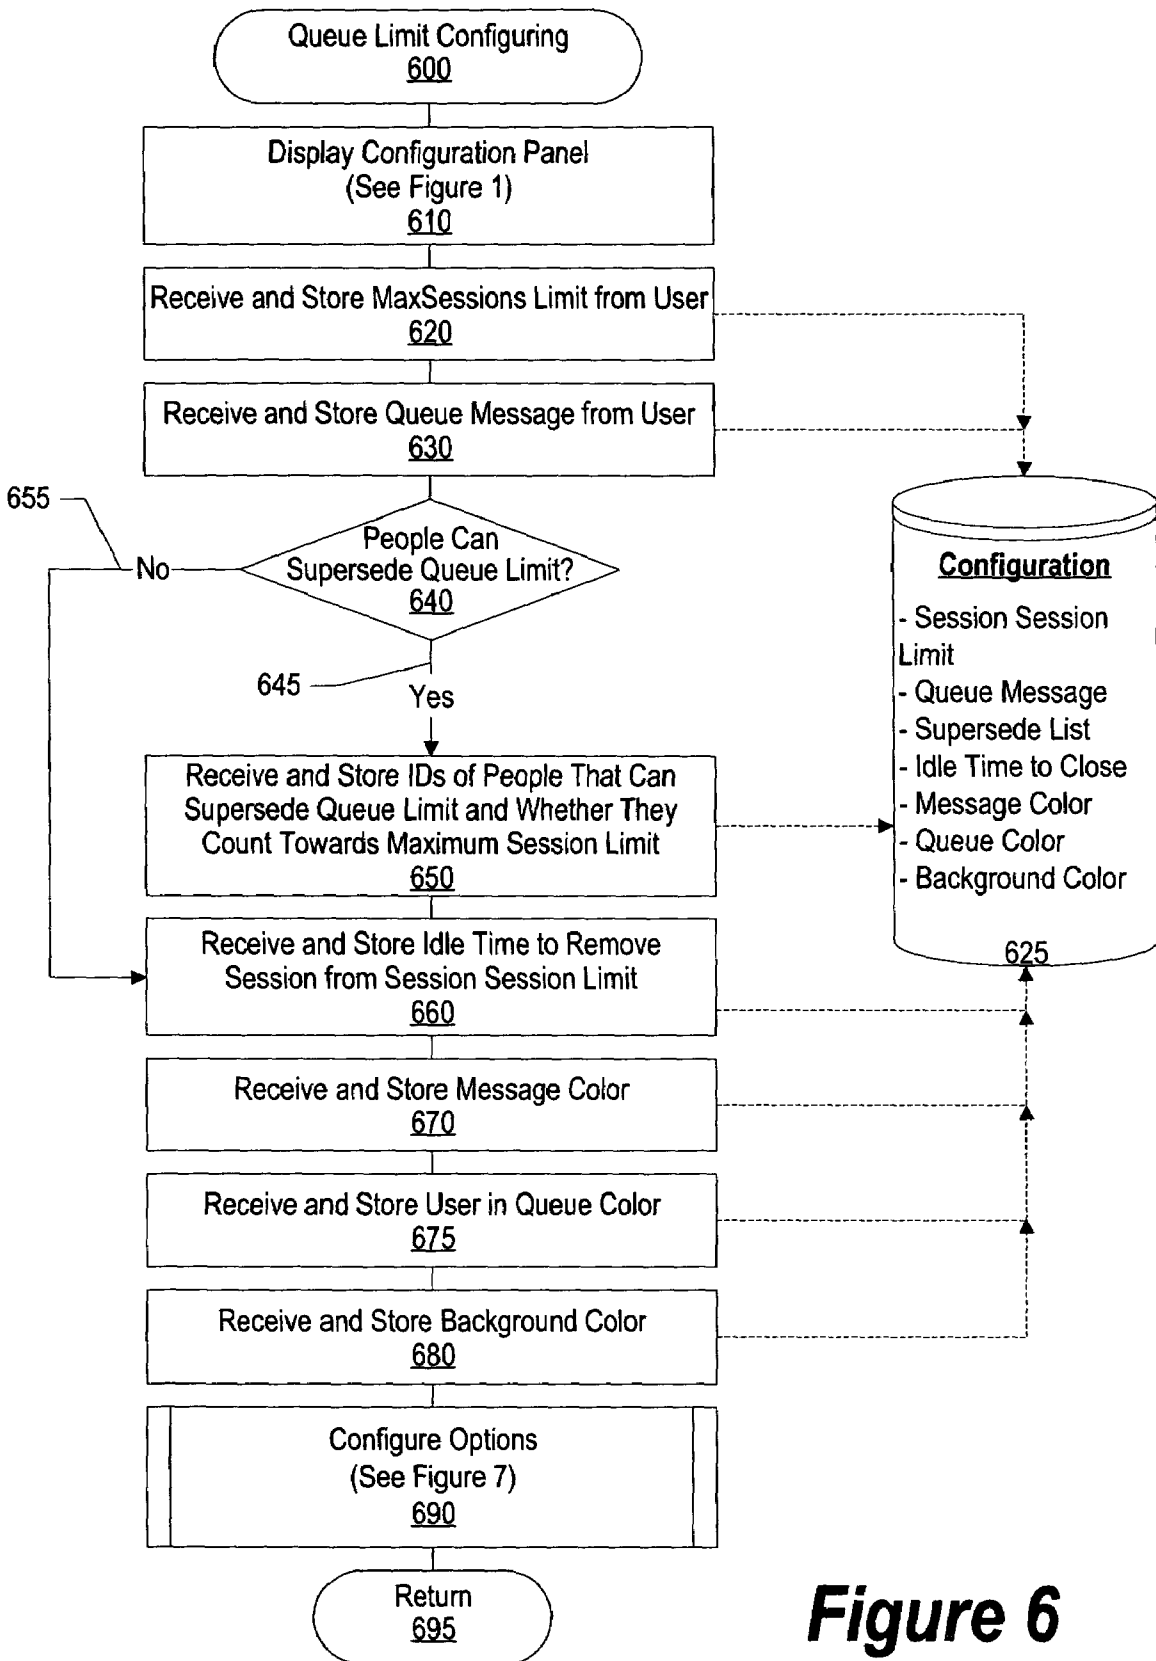 Queue Limit Configuring
600
Display Configuration Panel
(See Figure 1)
610
Receive and Store MaxSessions Limit from User
620
Receive and Store Queue Message from User
630
655
No
People Can
Supersede Queue Limit?
640
645
Yes
Receive and Store IDs of People That Can
Supersede Queue Limit and Whether They
Count Towards Maximum Session Limit
650
Receive and Store Idle Time to Remove
Session from Session Session Limit
660
Receive and Store Message Color
670
Receive and Store User in Queue Color
675
Receive and Store Background Color
680
Configure Options
(See Figure 7)
690
Return
695
Configuration
- Session Session
Limit
- Queue Message
- Supersede List
- Idle Time to Close
- Message Color
- Queue Color
- Background Color
625
Figure 6